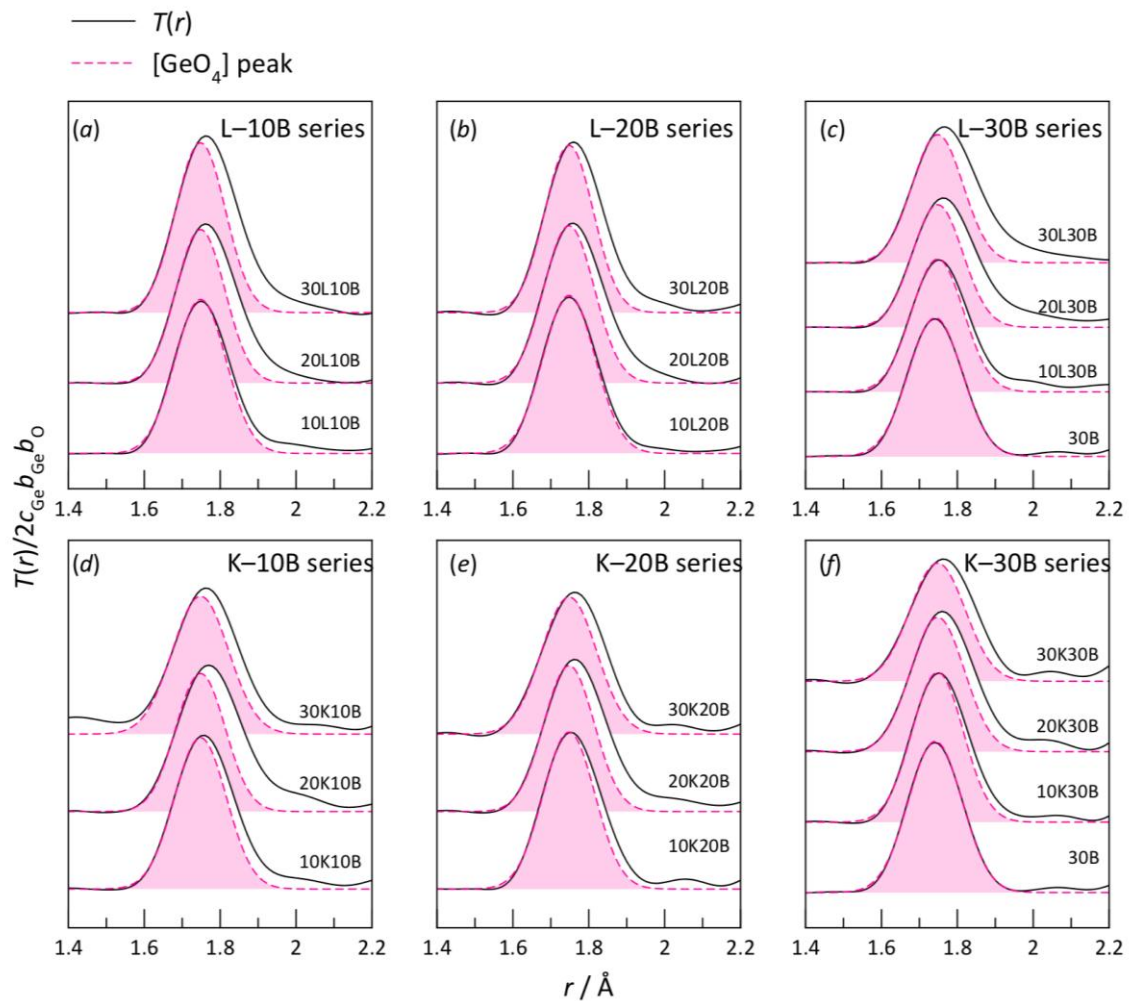 T(r)
[GeO4] peak
(a) L–10B series
30L10B
20L10B
10L10B
(b) L–20B series
30L20B
20L20B
10L20B
(c) L–30B series
30L30B
20L30B
10L30B
30B
1.4 1.6 1.8 2 2.2
1.4 1.6 1.8 2 2.2
1.4 1.6 1.8 2 2.2
T(r)/2cGebGebO
(d) K–10B series
30K10B
20K10B
10K10B
(e) K–20B series
30K20B
20K20B
10K20B
(f) K–30B series
30K30B
20K30B
10K30B
30B
1.4 1.6 1.8 2 2.2
1.4 1.6 1.8 2 2.2
1.4 1.6 1.8 2 2.2
r / Å